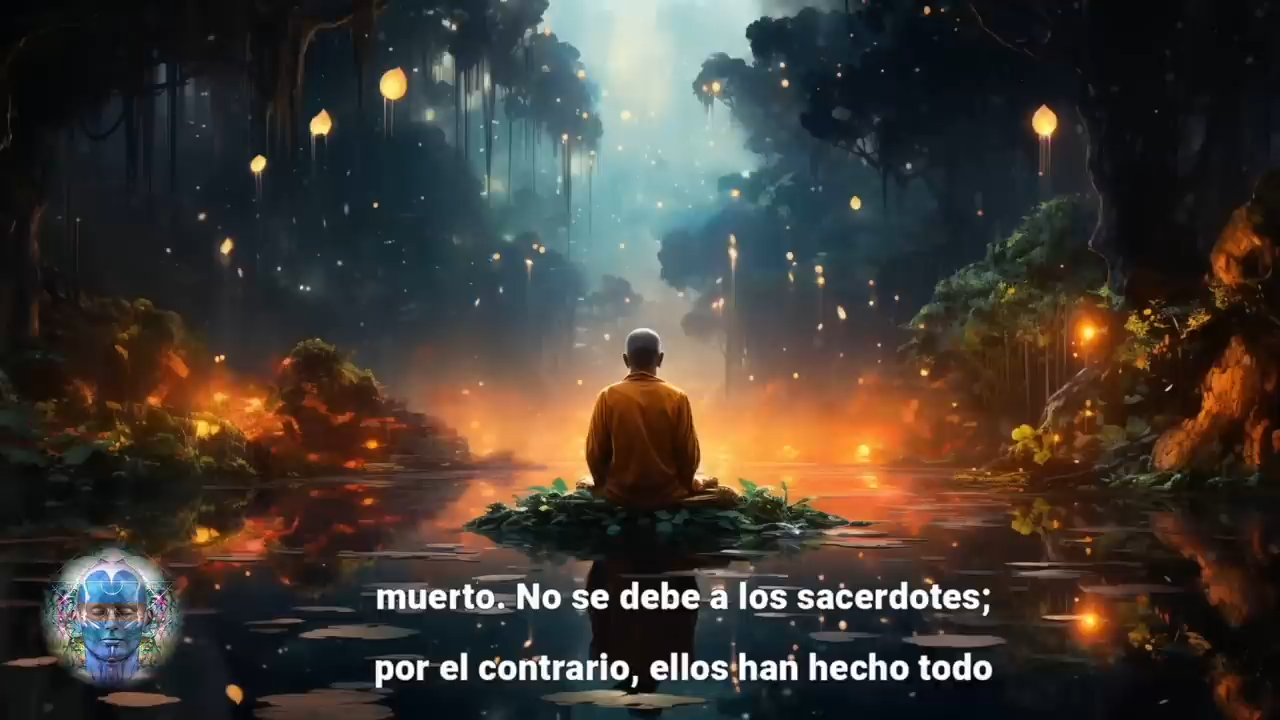 muerto. No se debe a los sacerdotes;
por el contrario, ellos han hecho todo